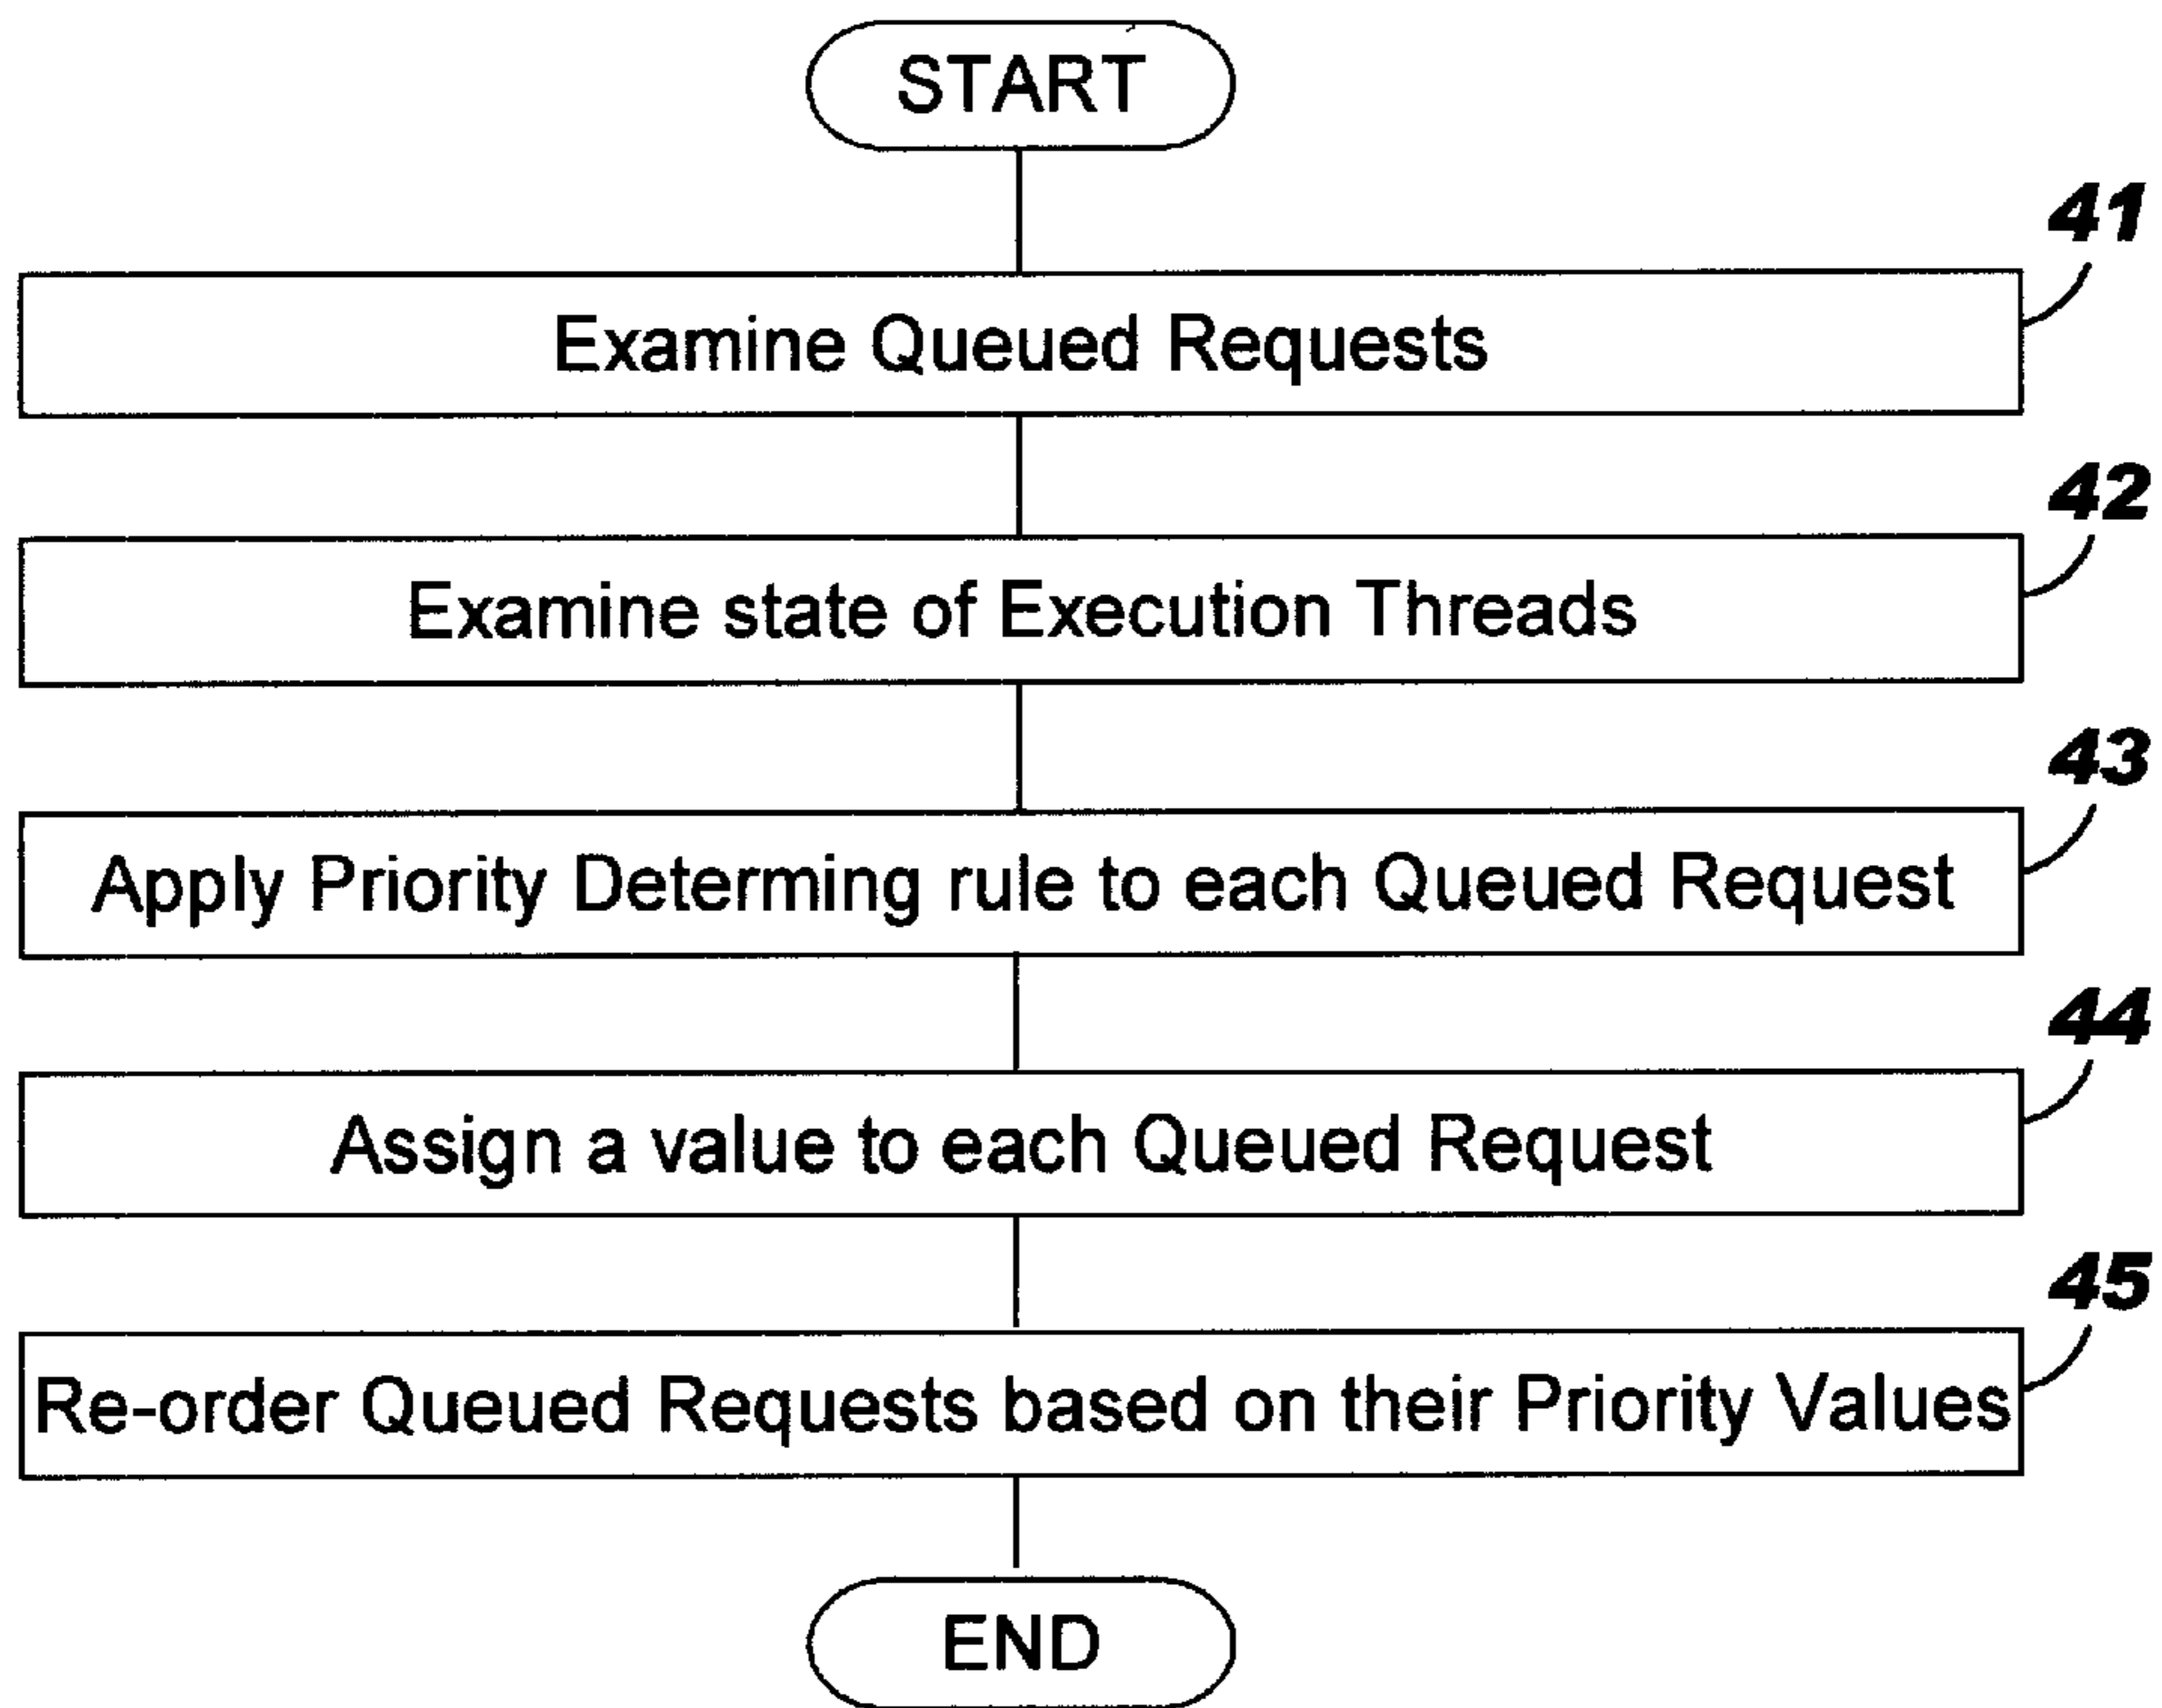 START
41
Examine Queued Requests
42
Examine state of Execution Threads
43
Apply Priority Determing rule to each Queued Request
44
Assign a value to each Queued Request
45
Re-order Queued Requests based on their Priority Values
END